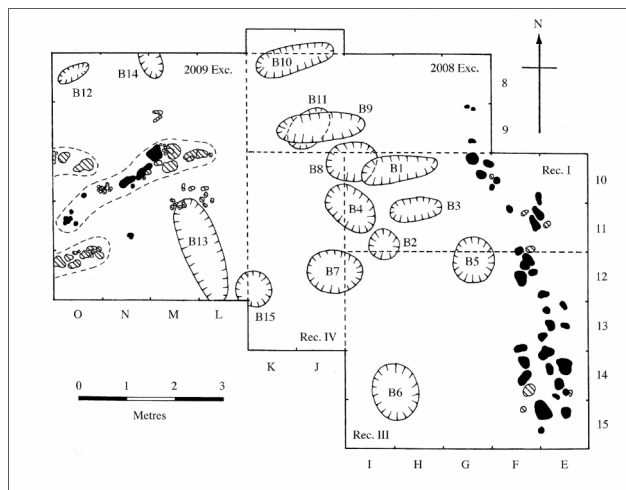 N
B14
2009 Exc.
2008 Exc.
B10
B12
8
B11
B9
9
Rec. I
B8
B1
10
B4
B3
11
B13
B2
B7
B5
12
B15
O N M L
Rec. IV
13
K J
0 1 2 3
Metres
B6
14
Rec. III
15
I H G F E